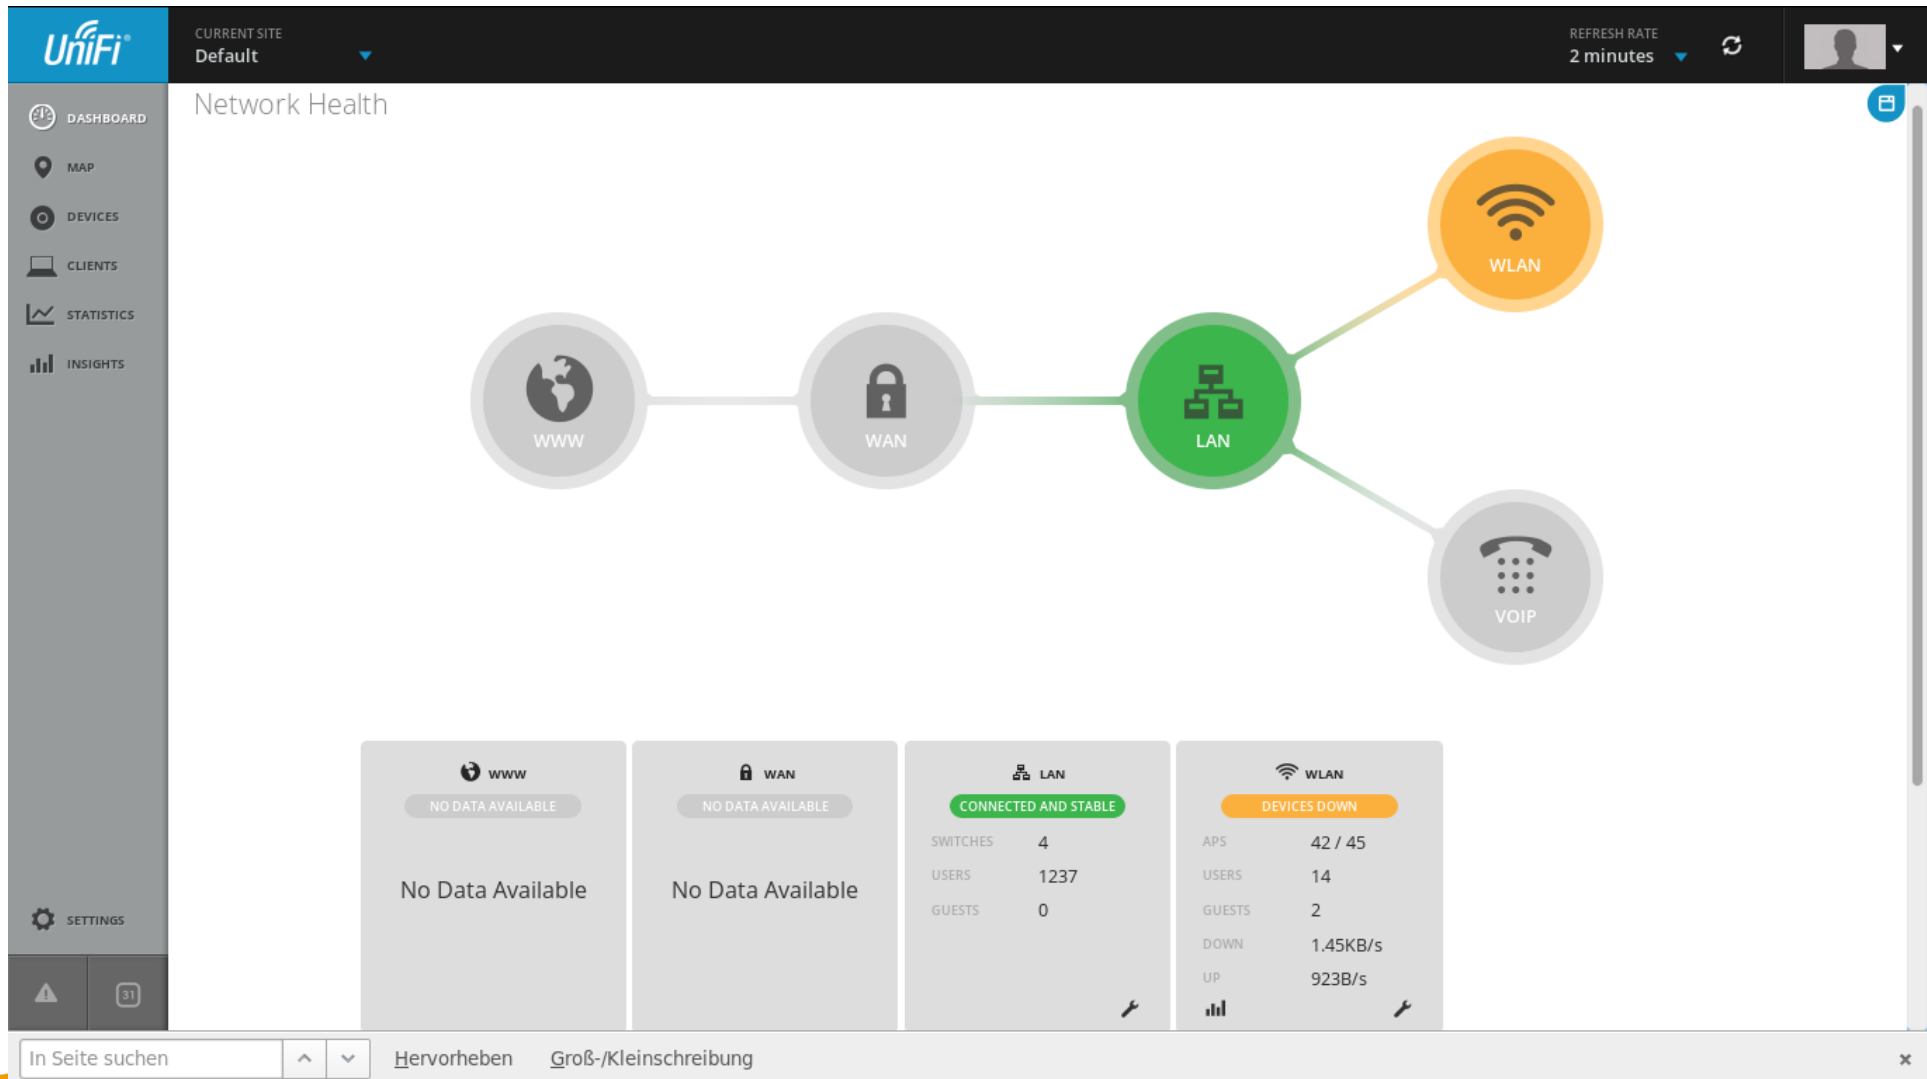 UniFi
CURRENT SITE
Default
REFRESH RATE
2 minutes
DASHBOARD
MAP
DEVICES
CLIENTS
STATISTICS
INSIGHTS
SETTINGS
31
Network Health
WLAN
WWW
WAN
LAN
VOIP
WWW
NO DATA AVAILABLE
No Data Available
WAN
NO DATA AVAILABLE
No Data Available
LAN
CONNECTED AND STABLE
SWITCHES 4
USERS 1237
GUESTS 0
WLAN
DEVICES DOWN
APS 42 / 45
USERS 14
GUESTS 2
DOWN 1.45KB/s
UP 923B/s
In Seite suchen
Hervorheben
Groß-/Kleinschreibung